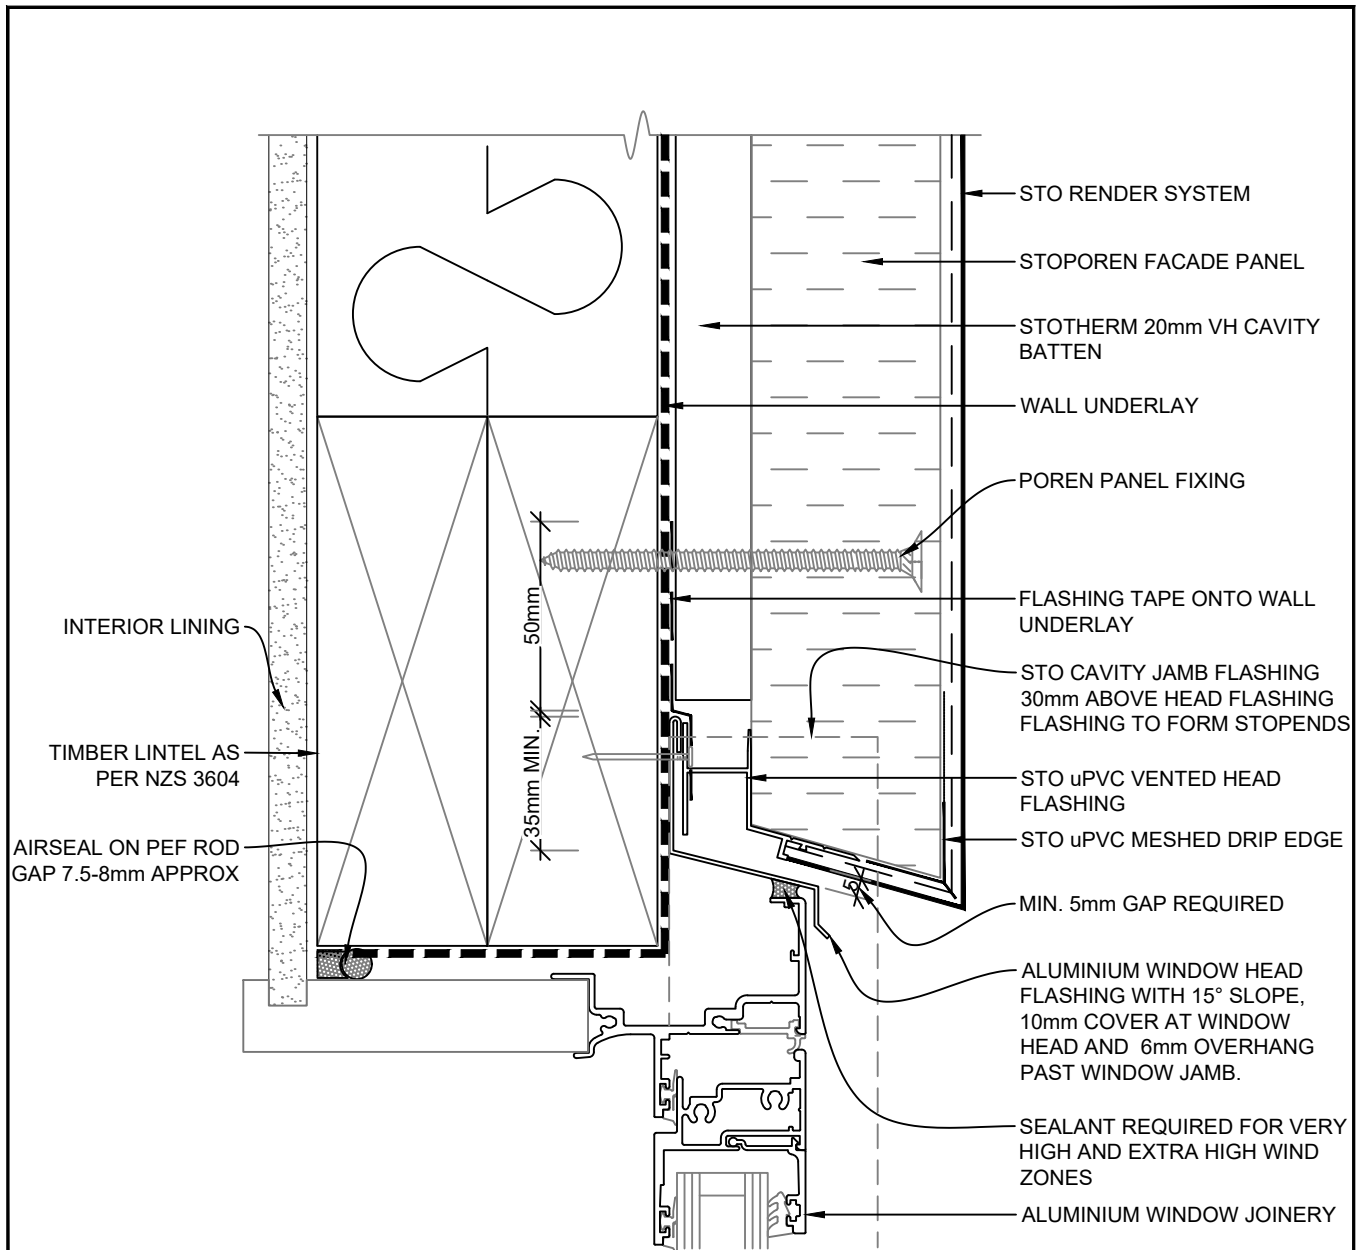 STO RENDER SYSTEM
STOPOREN FACADE PANEL
STOTHERM 20mm VH CAVITY
BATTEN
WALL UNDERLAY
POREN PANEL FIXING
FLASHING TAPE ONTO WALL
UNDERLAY
STO CAVITY JAMB FLASHING
30mm ABOVE HEAD FLASHING
FLASHING TO FORM STOPENDS
STO uPVC VENTED HEAD
FLASHING
STO uPVC MESHED DRIP EDGE
MIN. 5mm GAP REQUIRED
ALUMINIUM WINDOW HEAD
FLASHING WITH 15° SLOPE,
10mm COVER AT WINDOW
HEAD AND 6mm OVERHANG
PAST WINDOW JAMB.
SEALANT REQUIRED FOR VERY
HIGH AND EXTRA HIGH WIND
ZONES
ALUMINIUM WINDOW JOINERY
INTERIOR LINING
TIMBER LINTEL AS
PER NZS 3604
AIRSEAL ON PEF ROD
GAP 7.5-8mm APPROX
50mm
35mm MIN.
5